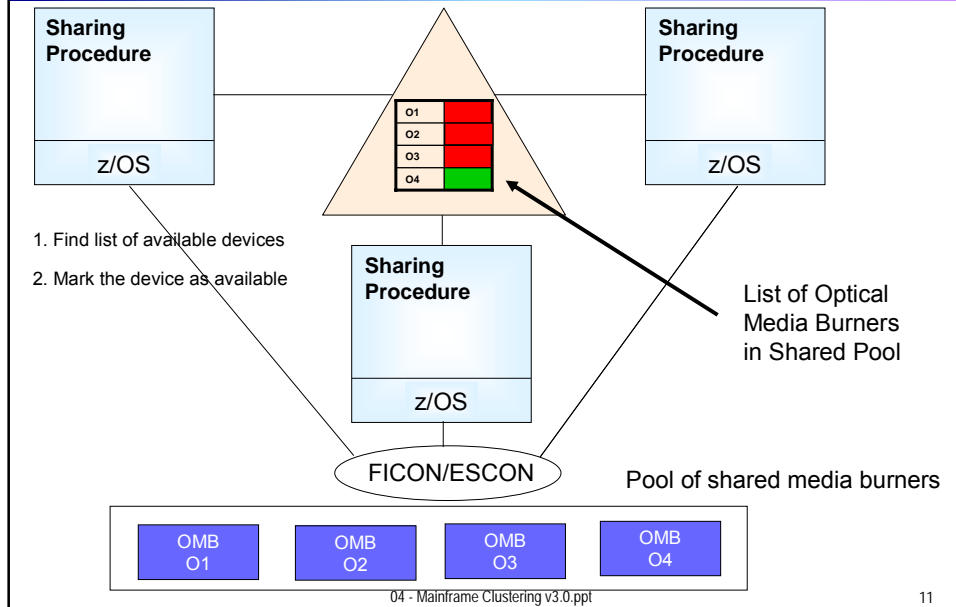 Sharing
Procedure
z/OS
O1
O2
O3
O4
Sharing
Procedure
z/OS
1. Find list of available devices
2. Mark the device as available
Sharing
Procedure
z/OS
List of Optical
Media Burners
in Shared Pool
FICON/ESCON
Pool of shared media burners
OMB
O1
OMB
O2
OMB
O3
OMB
O4
04 - Mainframe Clustering v3.0.ppt
11